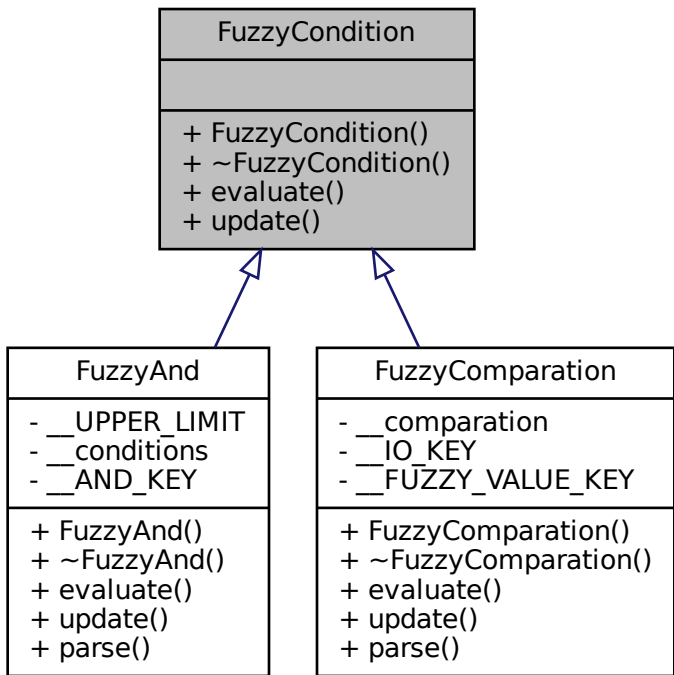 FuzzyCondition
+ FuzzyCondition()
+ ~FuzzyCondition()
+ evaluate()
+ update()
FuzzyAnd
- __UPPER_LIMIT
- __conditions
- __AND_KEY
+ FuzzyAnd()
+ ~FuzzyAnd()
+ evaluate()
+ update()
+ parse()
FuzzyComparation
- __comparation
- __IO_KEY
- __FUZZY_VALUE_KEY
+ FuzzyComparation()
+ ~FuzzyComparation()
+ evaluate()
+ update()
+ parse()